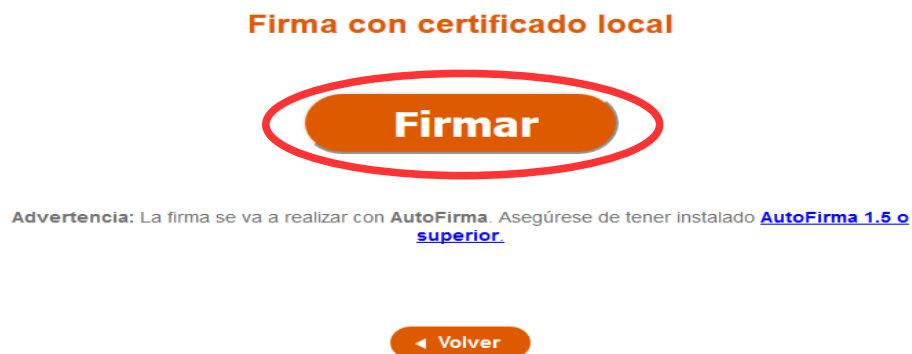 Firma con certificado local
Firmar
Advertencia: La firma se va a realizar con AutoFirma. Asegúrese de tener instalado AutoFirma 1.5 o
superior.
◄ Volver